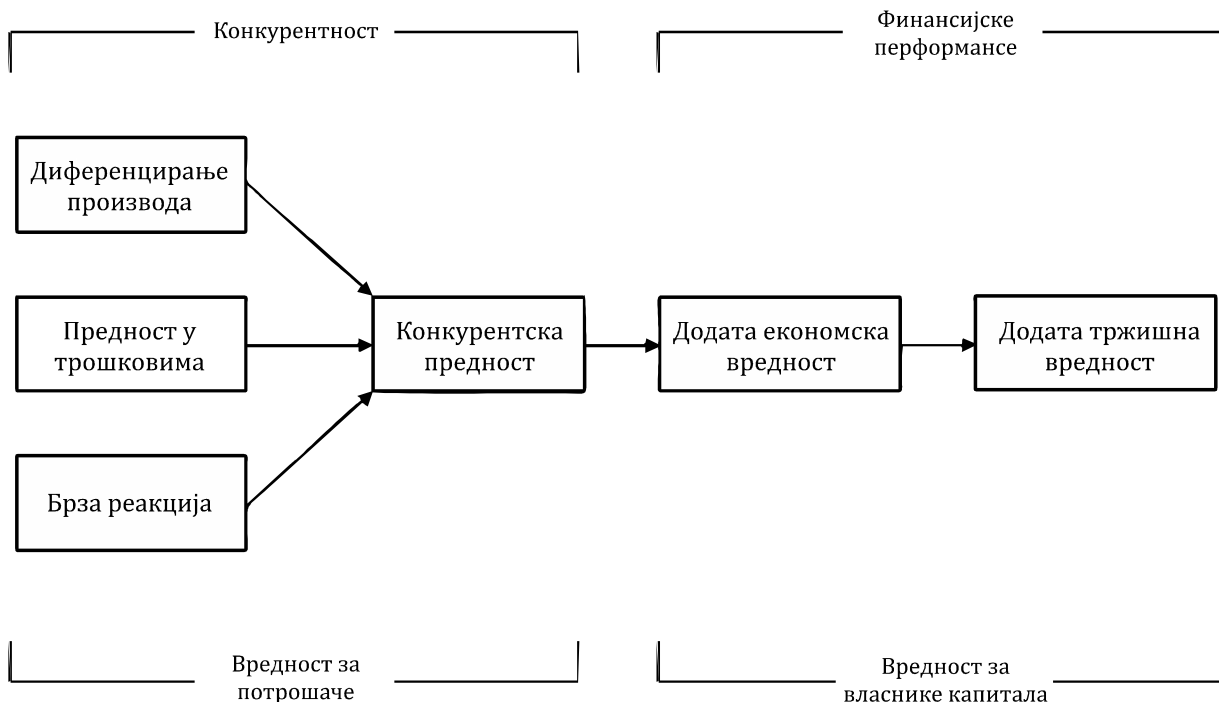 Конкурентност
Финансијске
перформансе
Диференцирање
производа
Предност у
трошковима
Брза реакција
Конкурентска
предност
Додата економска
вредност
Додата тржишна
вредност
Вредност за
потрошаче
Вредност за
власнике капитала